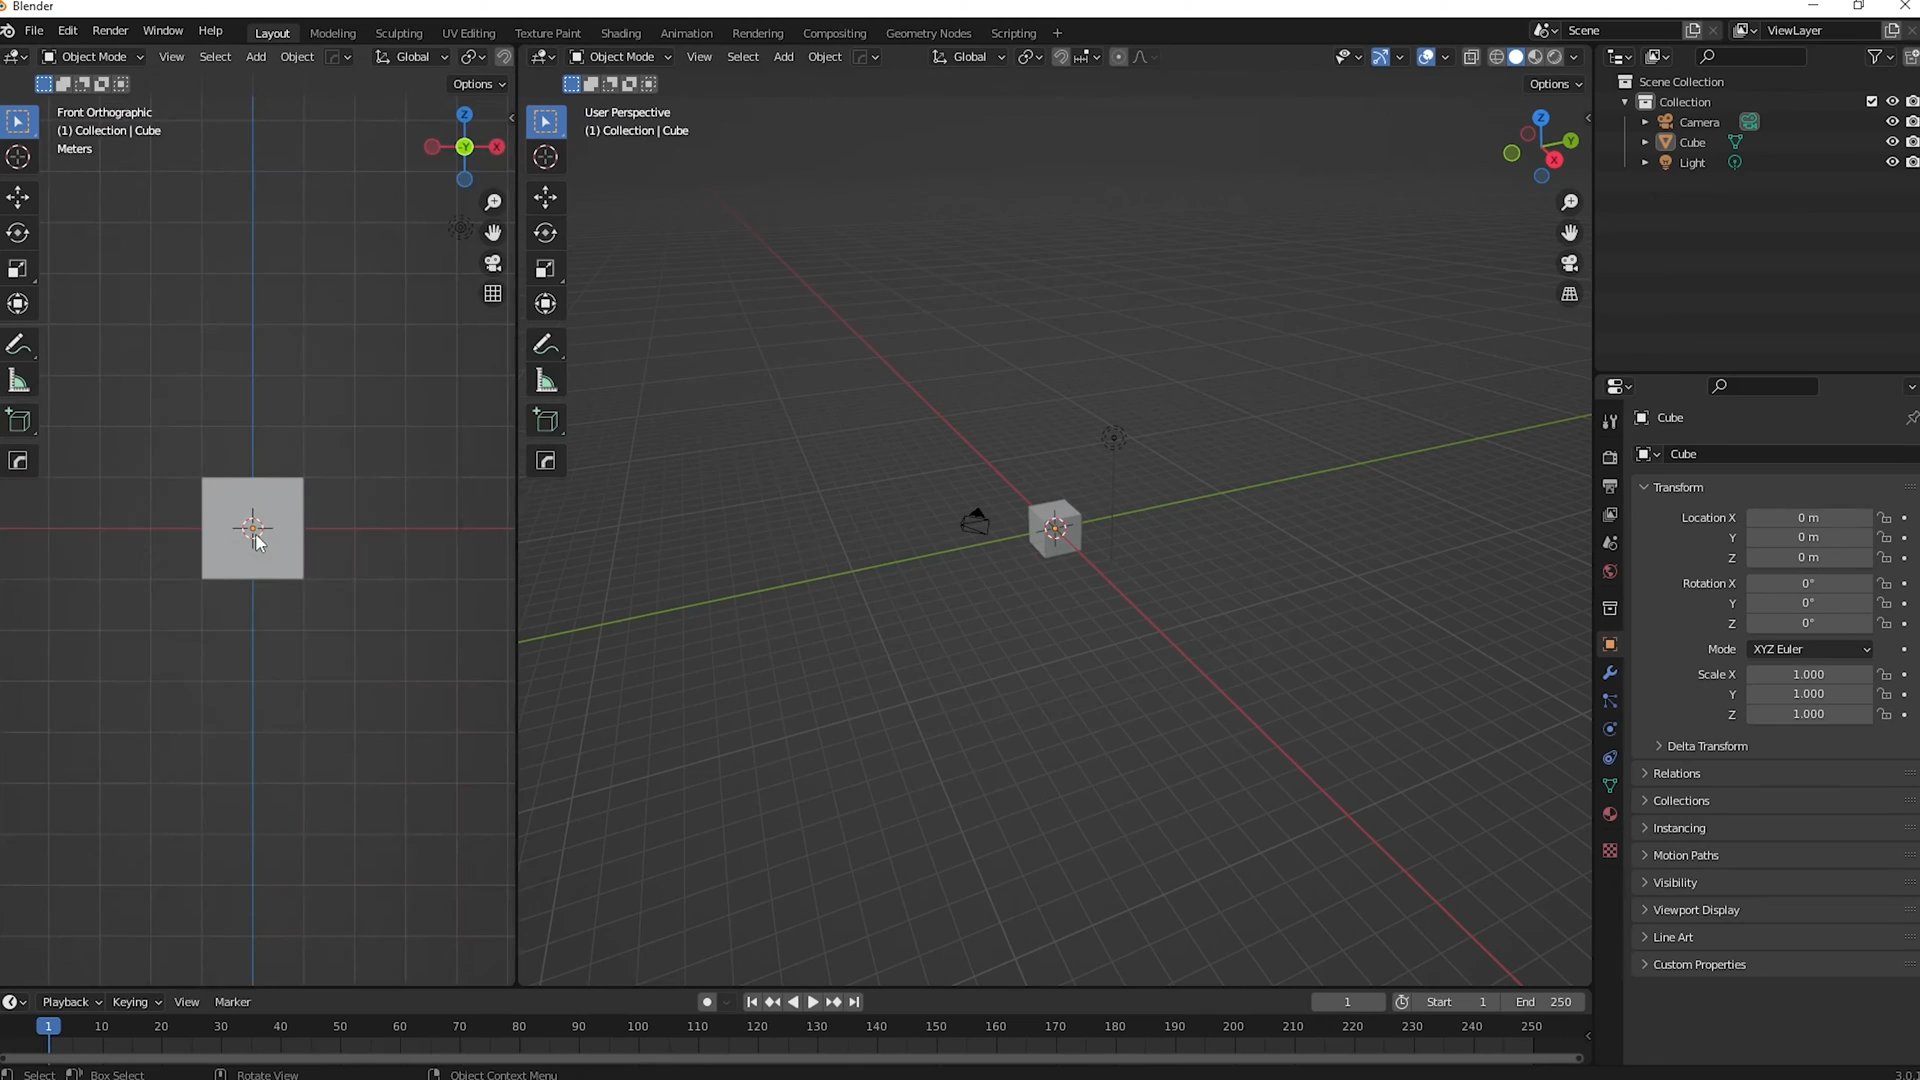 Blender
File Edit Render Window Help Layout Modeling Sculpting UV Editing Texture Paint Shading Animation Rendering Compositing Geometry Nodes Scripting + Scene ViewLayer
Object Mode View Select Add Object Global
Object Mode View Select Add Object Global
Options
Options
Front Orthographic
(1) Collection | Cube
Meters
Z
-Y
X
User Perspective
(1) Collection | Cube
Z
Y
X
Scene Collection
Collection
Camera
Cube
Light
Cube
Cube
Transform
Location X 0 m
Y 0 m
Z 0 m
Rotation X 0°
Y 0°
Z 0°
Mode XYZ Euler
Scale X 1.000
Y 1.000
Z 1.000
Delta Transform
Relations
Collections
Instancing
Motion Paths
Visibility
Viewport Display
Line Art
Custom Properties
Playback Keying View Marker 1 Start 1 End 250
1 10 20 30 40 50 60 70 80 90 100 110 120 130 140 150 160 170 180 190 200 210 220 230 240 250
Select Box Select Rotate View Object Context Menu